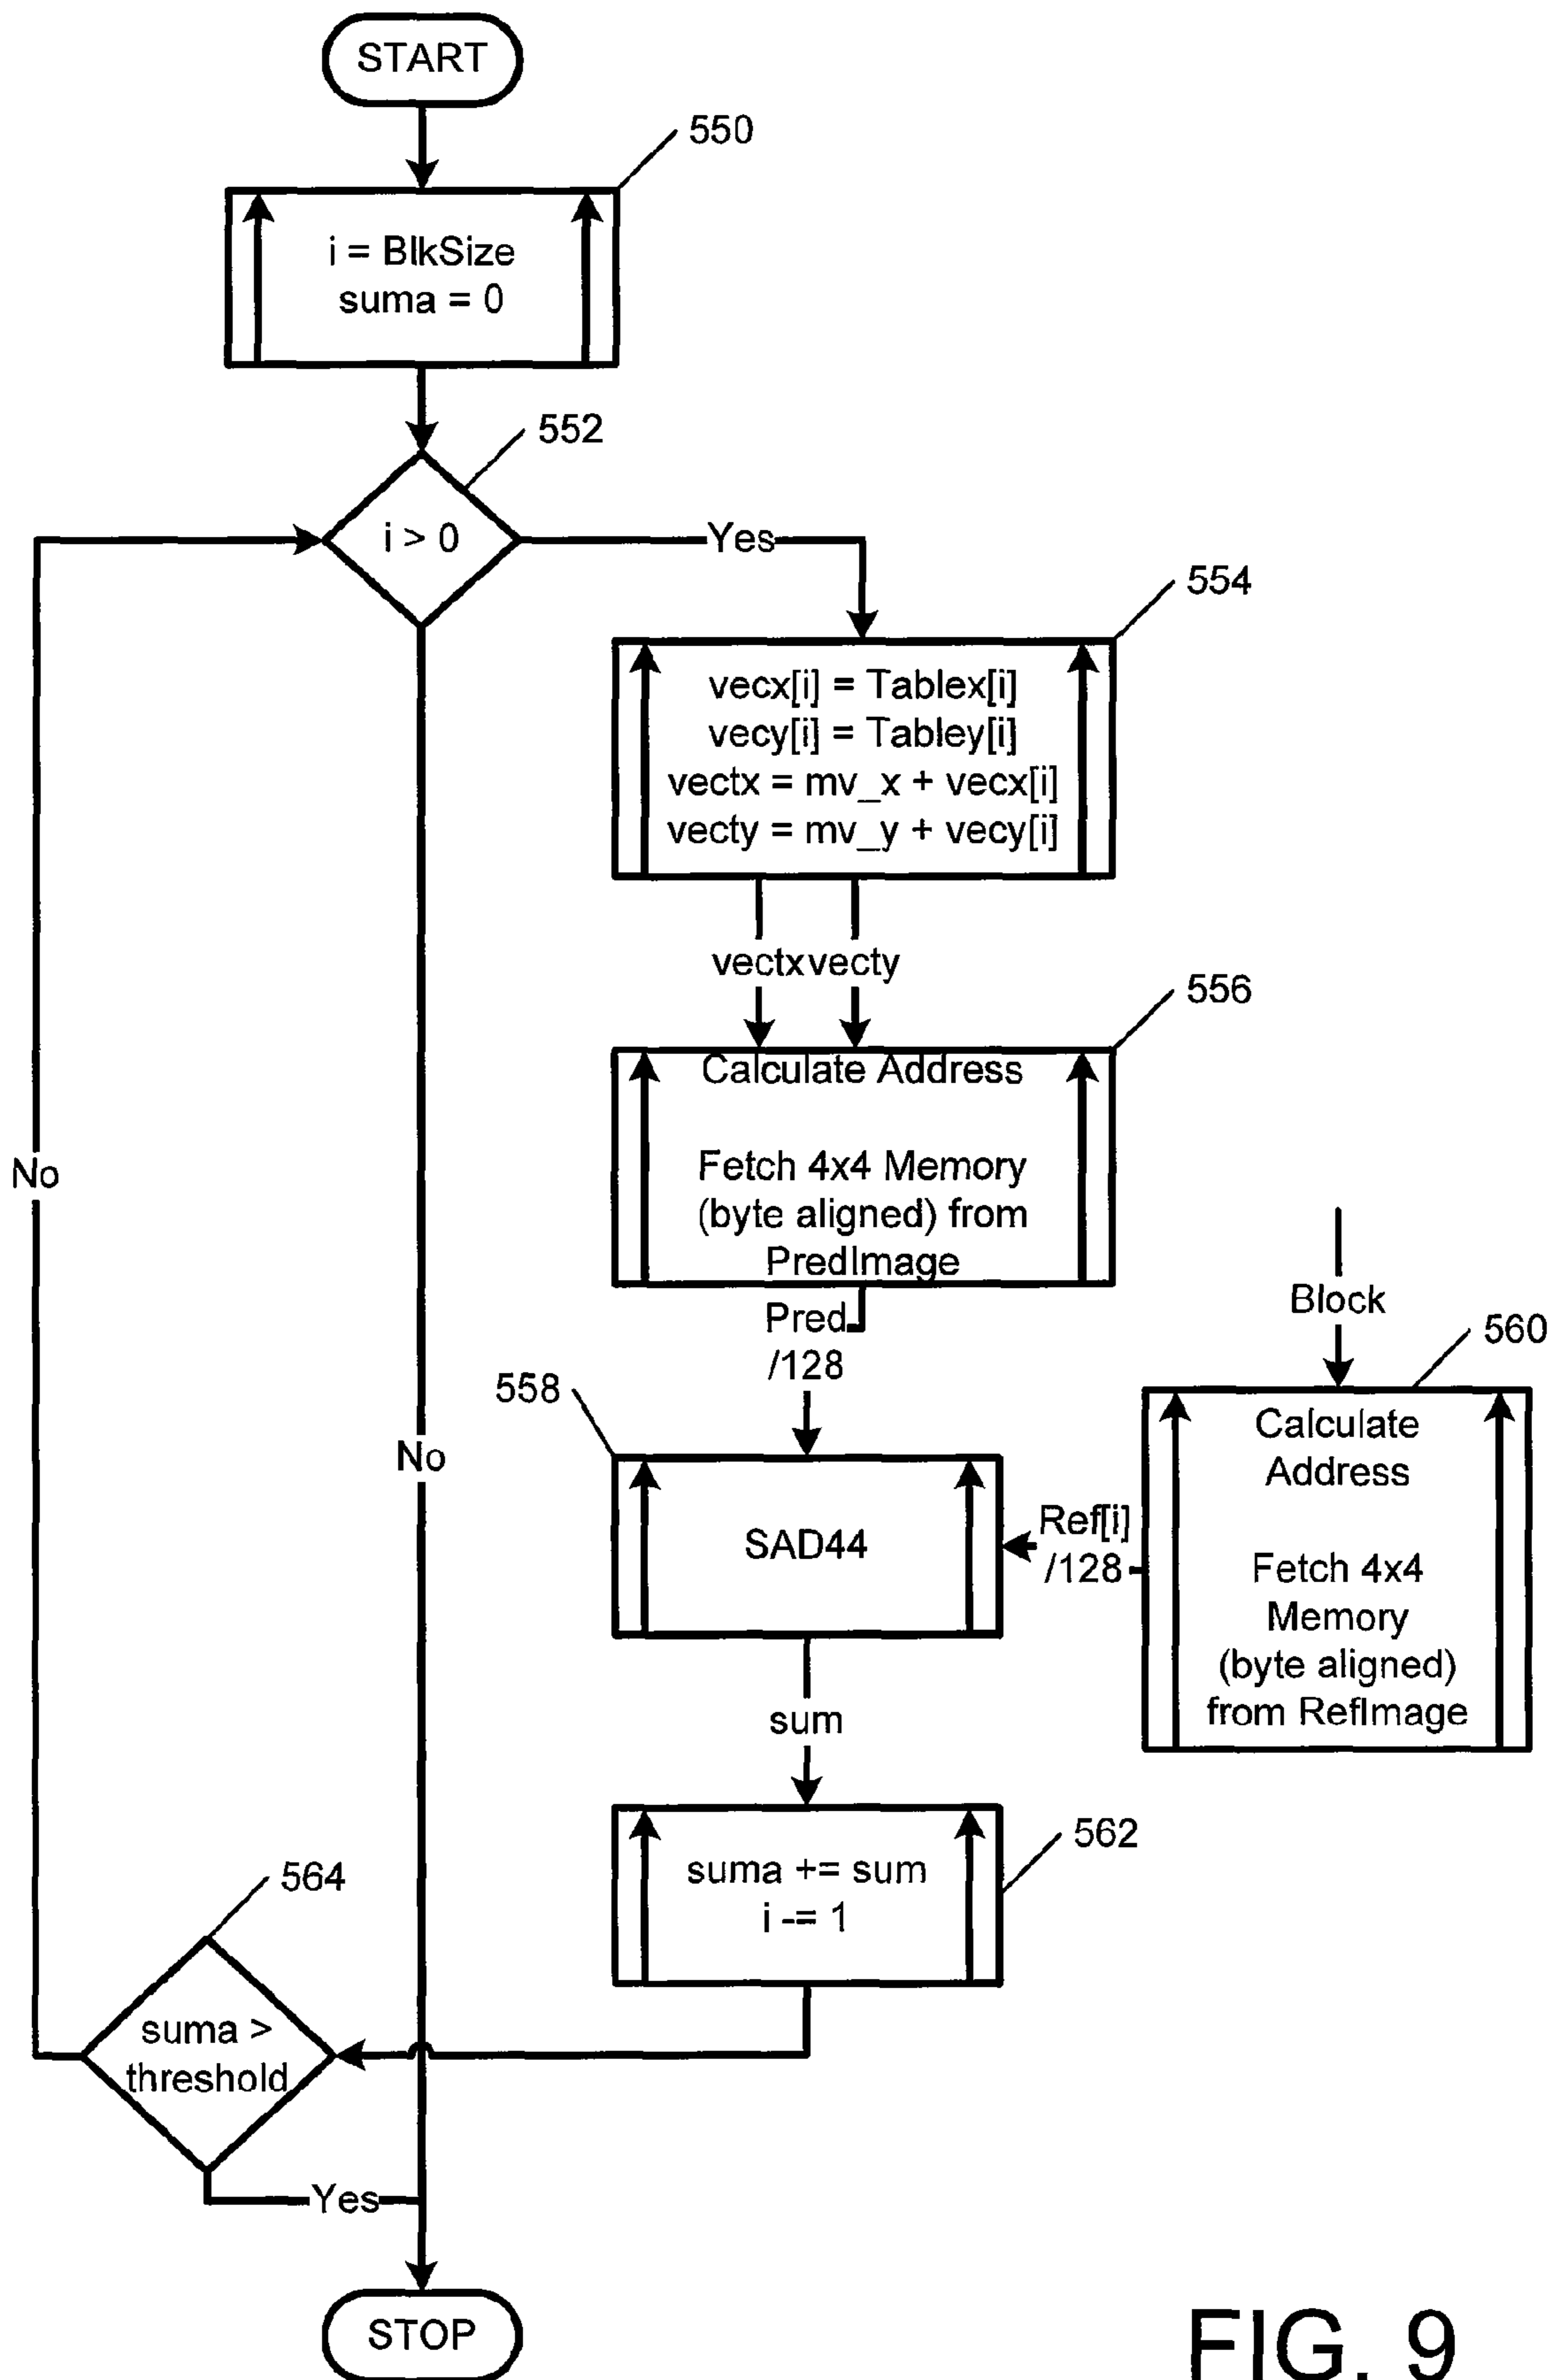 START
550
i = BlkSize
suma = 0
552
i > 0
Yes
554
vecx[i] = Tablex[i]
vecy[i] = Tabley[i]
vectx = mv_x + vecx[i]
vecty = mv_y + vecy[i]
vectx vecty
556
Calculate Address
Fetch 4x4 Memory
(byte aligned) from
PredImage
No
Block
Pred
/128
560
558
Calculate
Address
No
SAD44
Ref[i]
/128
Fetch 4x4
Memory
(byte aligned)
from RefImage
sum
562
suma += sum
i -= 1
564
suma >
threshold
Yes
STOP
FIG. 9